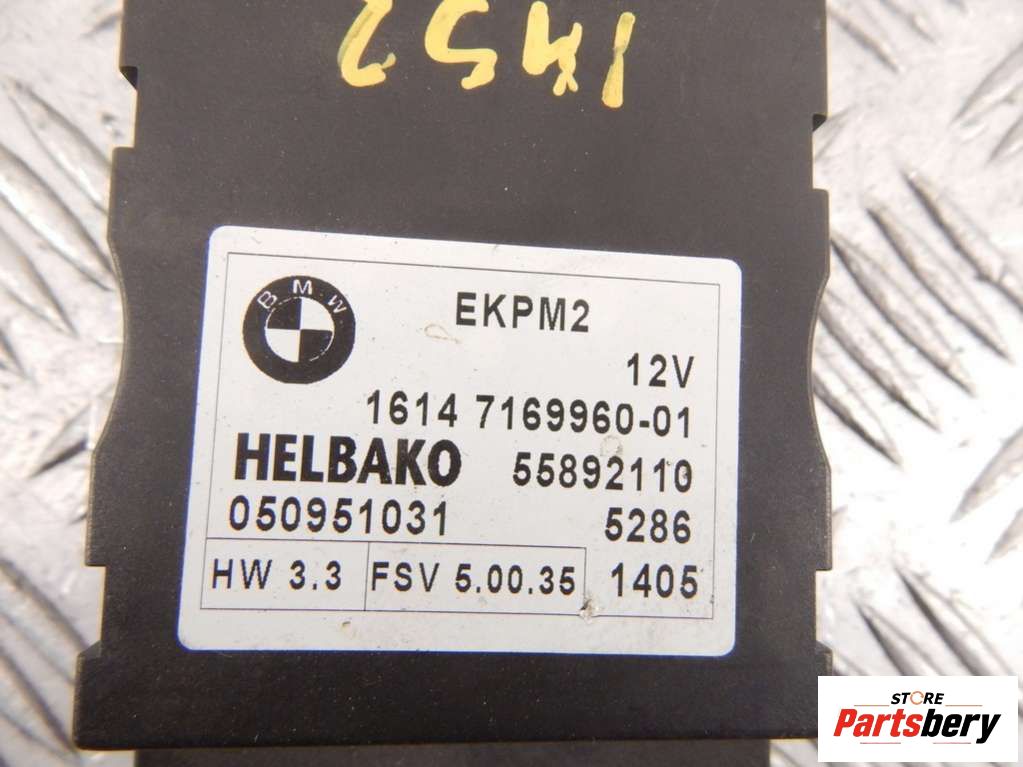 1452
BMW
EKPM2
12V
1614 7169960-01
HELBAKO 55892110
050951031 5286
HW 3.3 FSV 5.00.35 1405
STORE
Partsbery